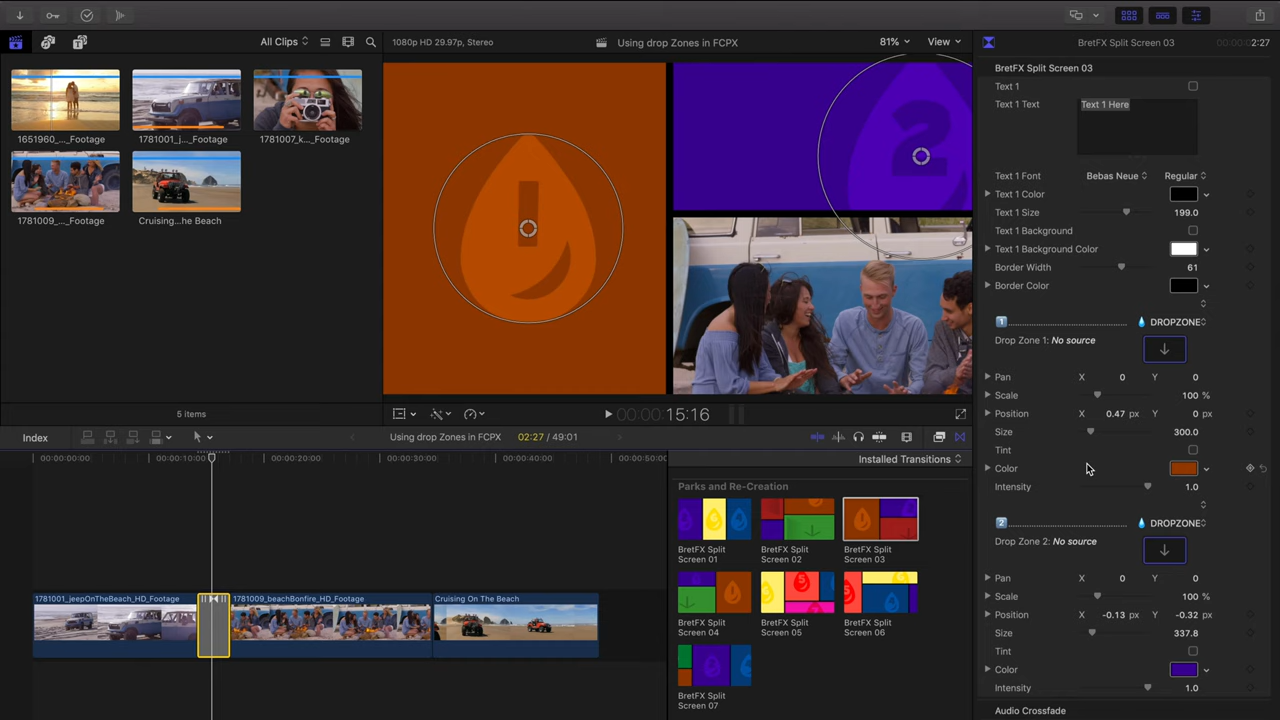 All Clips
1080p HD 29.97p, Stereo
Using drop Zones in FCPX
81%
View
BretFX Split Screen 03
00:00:02:27
1651960_..._Footage
1781001_j..._Footage
1781007_k..._Footage
1781009_..._Footage
Cruising...he Beach
5 items
1
2
00:00:00:15:16
BretFX Split Screen 03
Text 1
Text 1 Text
Text 1 Here
Text 1 Font
Bebas Neue
Regular
Text 1 Color
Text 1 Size
199.0
Text 1 Background
Text 1 Background Color
Border Width
61
Border Color
1
DROPZONE
Drop Zone 1: No source
Pan
X 0 Y 0
Scale
100 %
Position
X 0.47 px Y 0 px
Size
300.0
Tint
Color
Intensity
1.0
2
DROPZONE
Drop Zone 2: No source
Pan
X 0 Y 0
Scale
100 %
Position
X -0.13 px Y -0.32 px
Size
337.8
Tint
Color
Intensity
1.0
Audio Crossfade
Index
Using drop Zones in FCPX
02:27 / 49:01
00:00:00:00
00:00:10:00
00:00:20:00
00:00:30:00
00:00:40:00
00:00:50:00
1781001_jeepOnTheBeach_HD_Footage
1781009_beachBonfire_HD_Footage
Cruising On The Beach
Installed Transitions
Parks and Re-Creation
BretFX Split
Screen 01
BretFX Split
Screen 02
BretFX Split
Screen 03
BretFX Split
Screen 04
BretFX Split
Screen 05
BretFX Split
Screen 06
BretFX Split
Screen 07